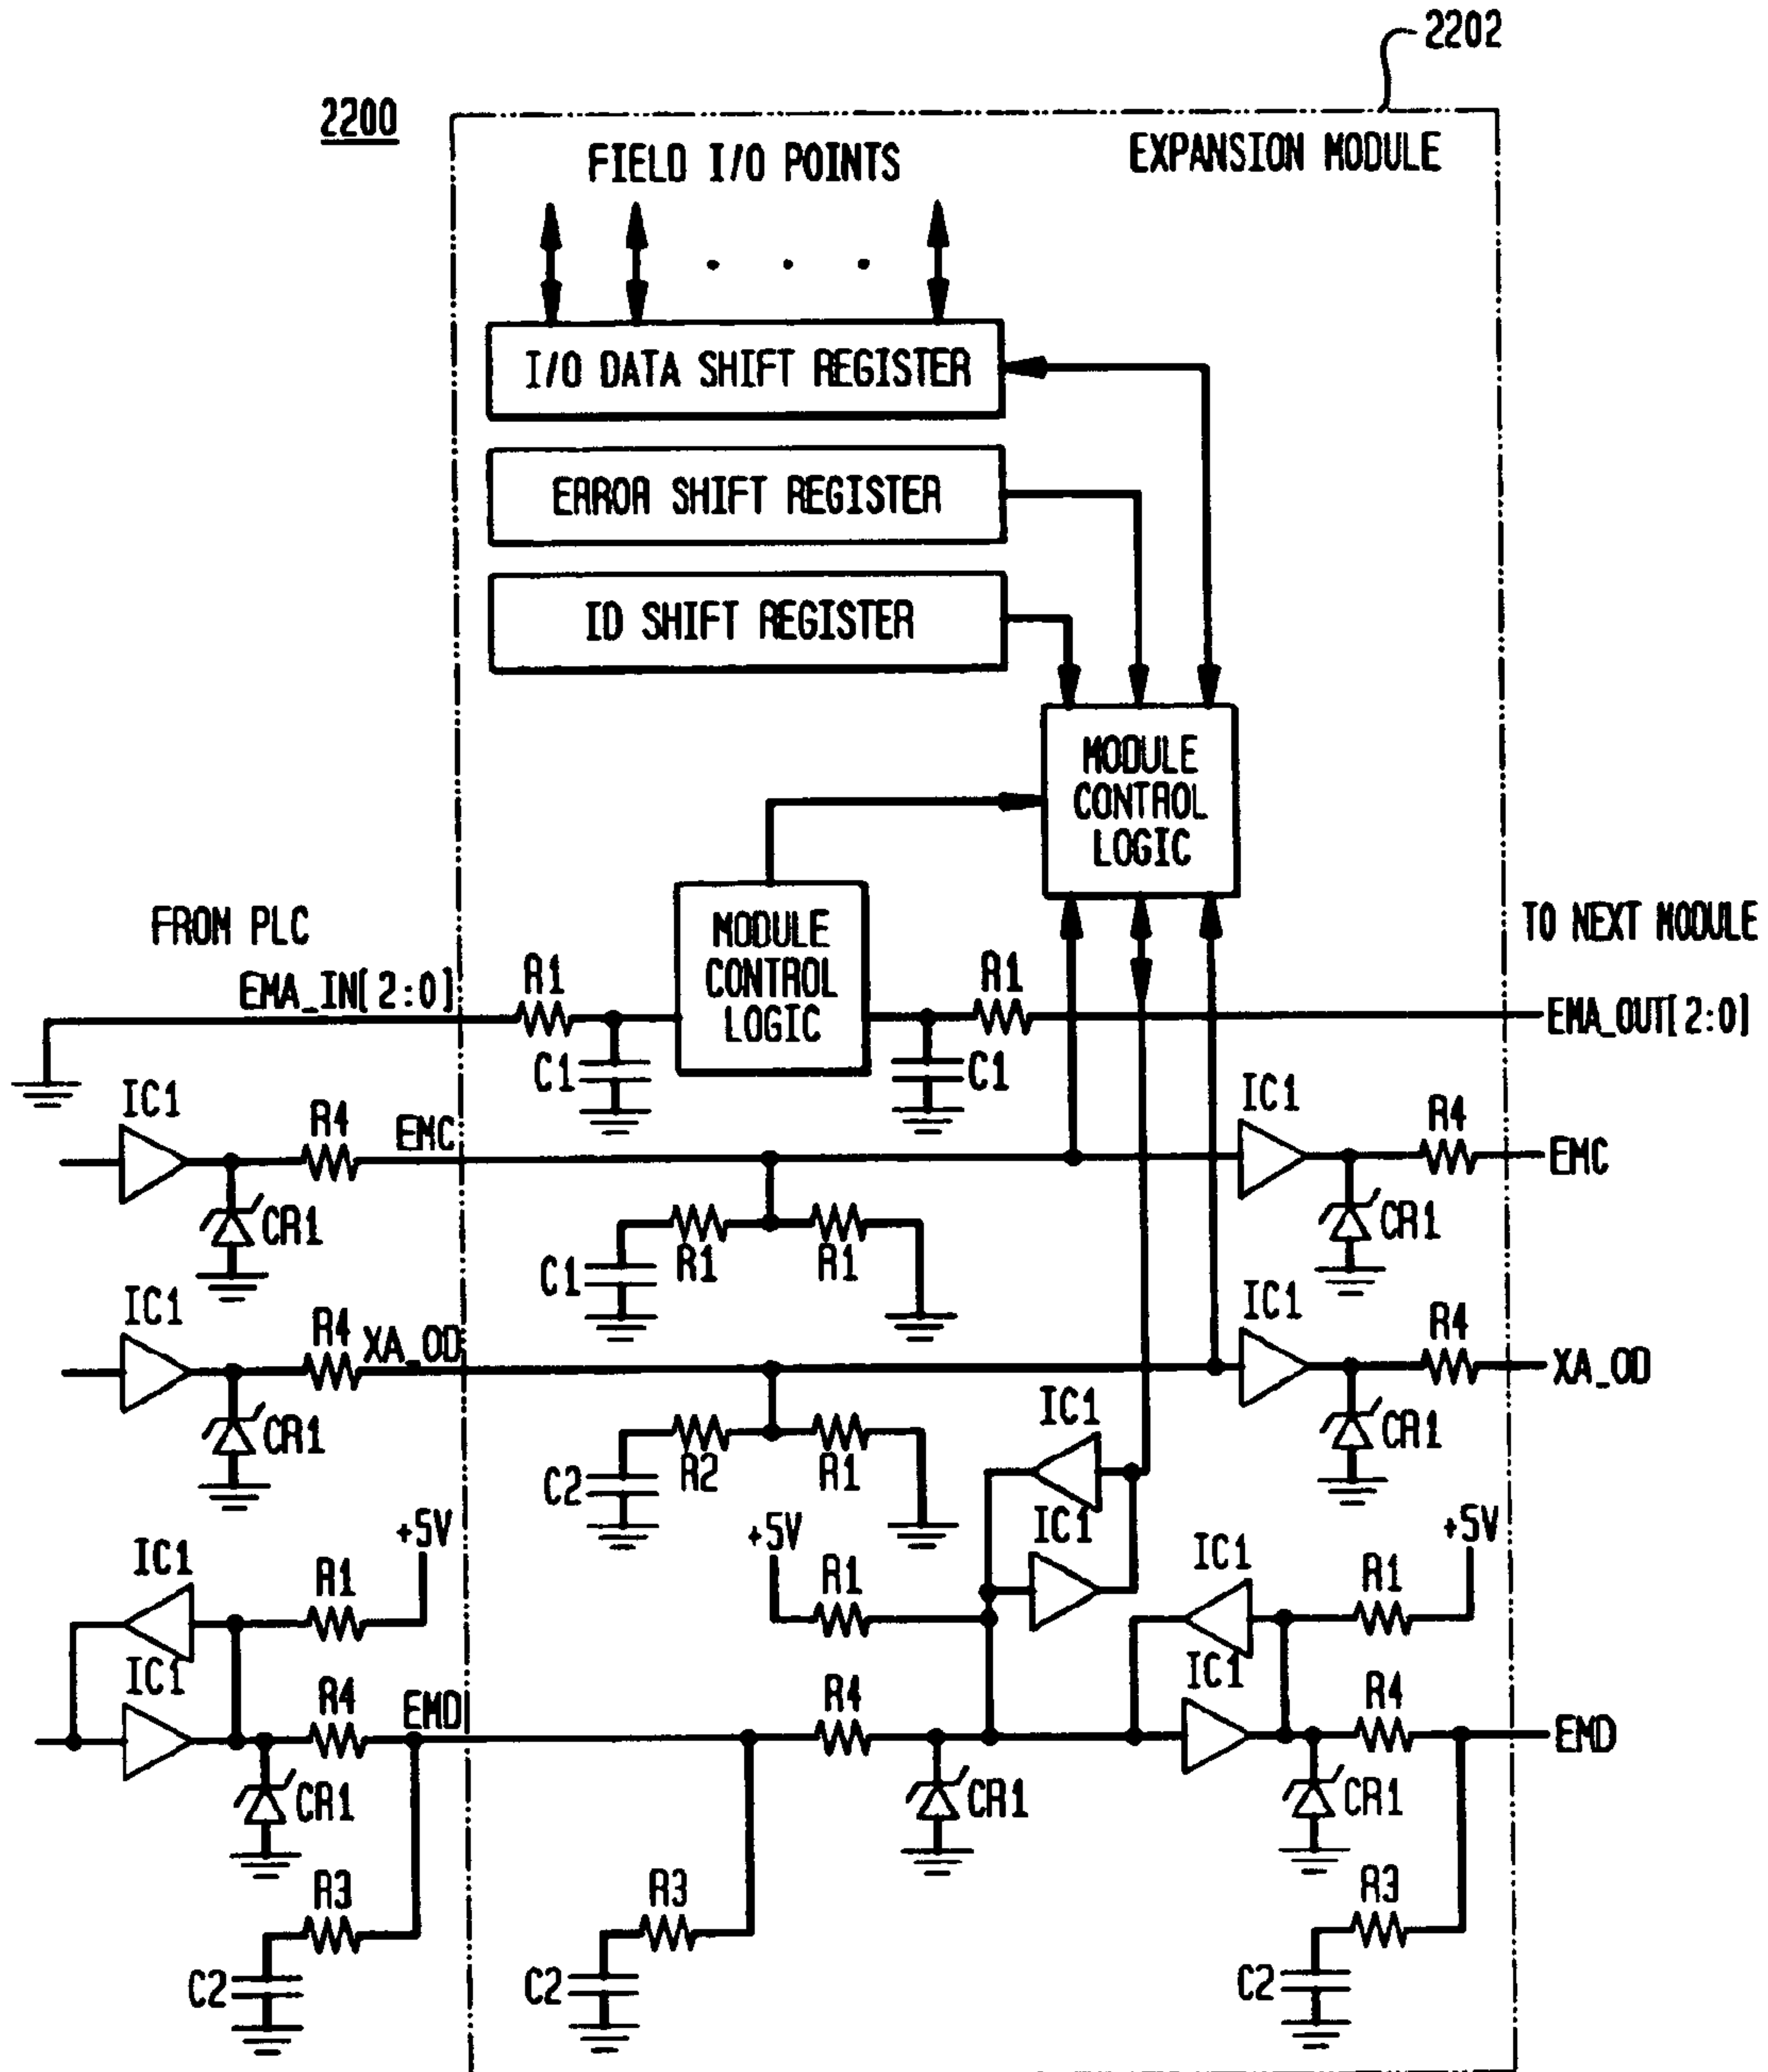 2202
2200
FIELD I/O POINTS
EXPANSION MODULE
I/O DATA SHIFT REGISTER
ERROR SHIFT REGISTER
ID SHIFT REGISTER
MODULE
CONTROL
LOGIC
FROM PLC
TO NEXT MODULE
MODULE
CONTROL
LOGIC
EMA_IN[2:0]
R1
R1
EMA_OUT[2:0]
C1
C1
IC1
R4
EMC
IC1
R4
EMC
CR1
C1
R1
R1
CR1
IC1
R4
XA_OD
IC1
R4
XA_OD
CR1
C2
R2
R1
IC1
CR1
+5V
+5V
IC1
+5V
IC1
R1
R1
IC1
R1
IC1
R4
EMD
R4
IC1
R4
EMD
CR1
CR1
CR1
R3
R3
R3
C2
C2
C2